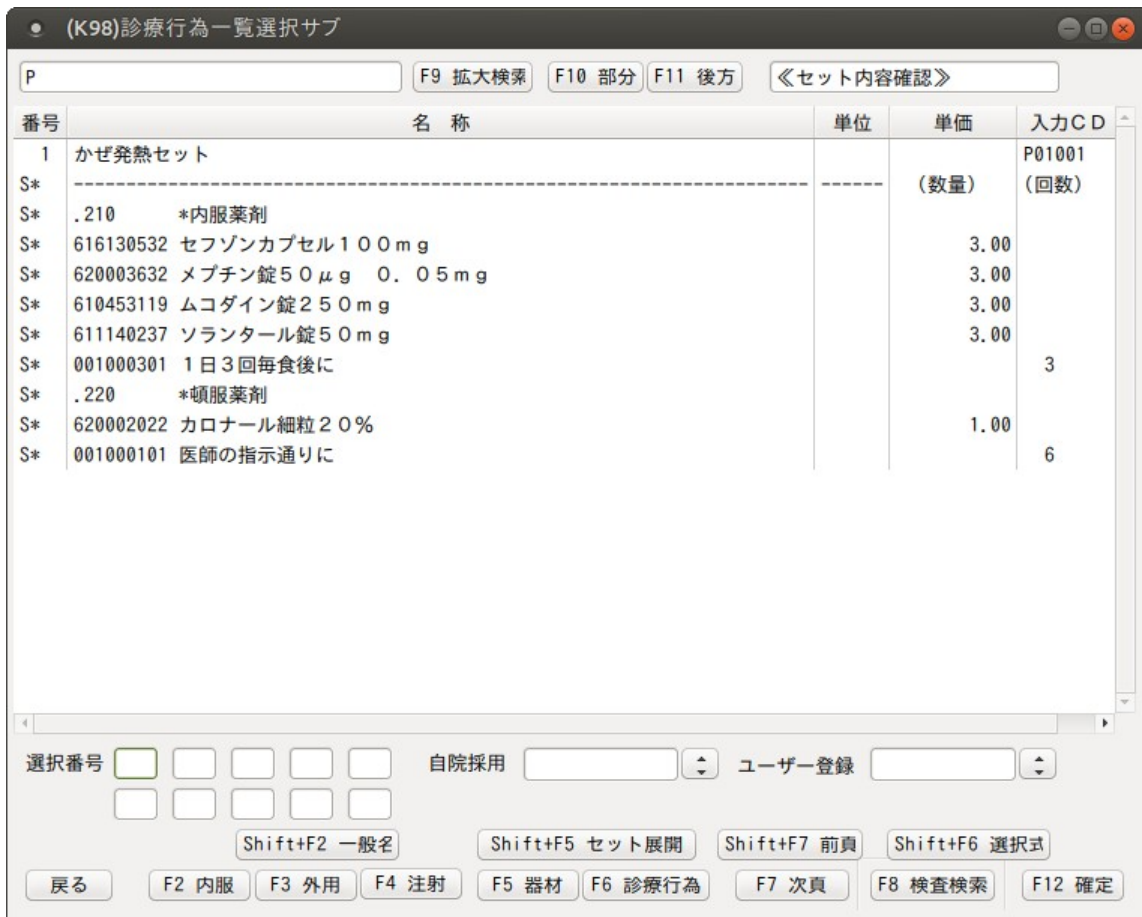 (K98)診療行為一覧選択サブ
P F9 拡大検索 F10 部分 F11 後方 ≪セット内容確認≫
番号 名 称 単位 単価 入力ＣＤ
1 かぜ発熱セット P01001
S* ----------------------------------------------------------------------- ------ (数量) (回数)
S* .210 *内服薬剤
S* 616130532 セフゾンカプセル１００ｍｇ 3.00
S* 620003632 メプチン錠５０μｇ　０．０５ｍｇ 3.00
S* 610453119 ムコダイン錠２５０ｍｇ 3.00
S* 611140237 ソランタール錠５０ｍｇ 3.00
S* 001000301 １日３回毎食後に 3
S* .220 *頓服薬剤
S* 620002022 カロナール細粒２０％ 1.00
S* 001000101 医師の指示通りに 6
選択番号 自院採用 ユーザー登録
Shift+F2 一般名 Shift+F5 セット展開 Shift+F7 前頁 Shift+F6 選択式
戻る F2 内服 F3 外用 F4 注射 F5 器材 F6 診療行為 F7 次頁 F8 検査検索 F12 確定